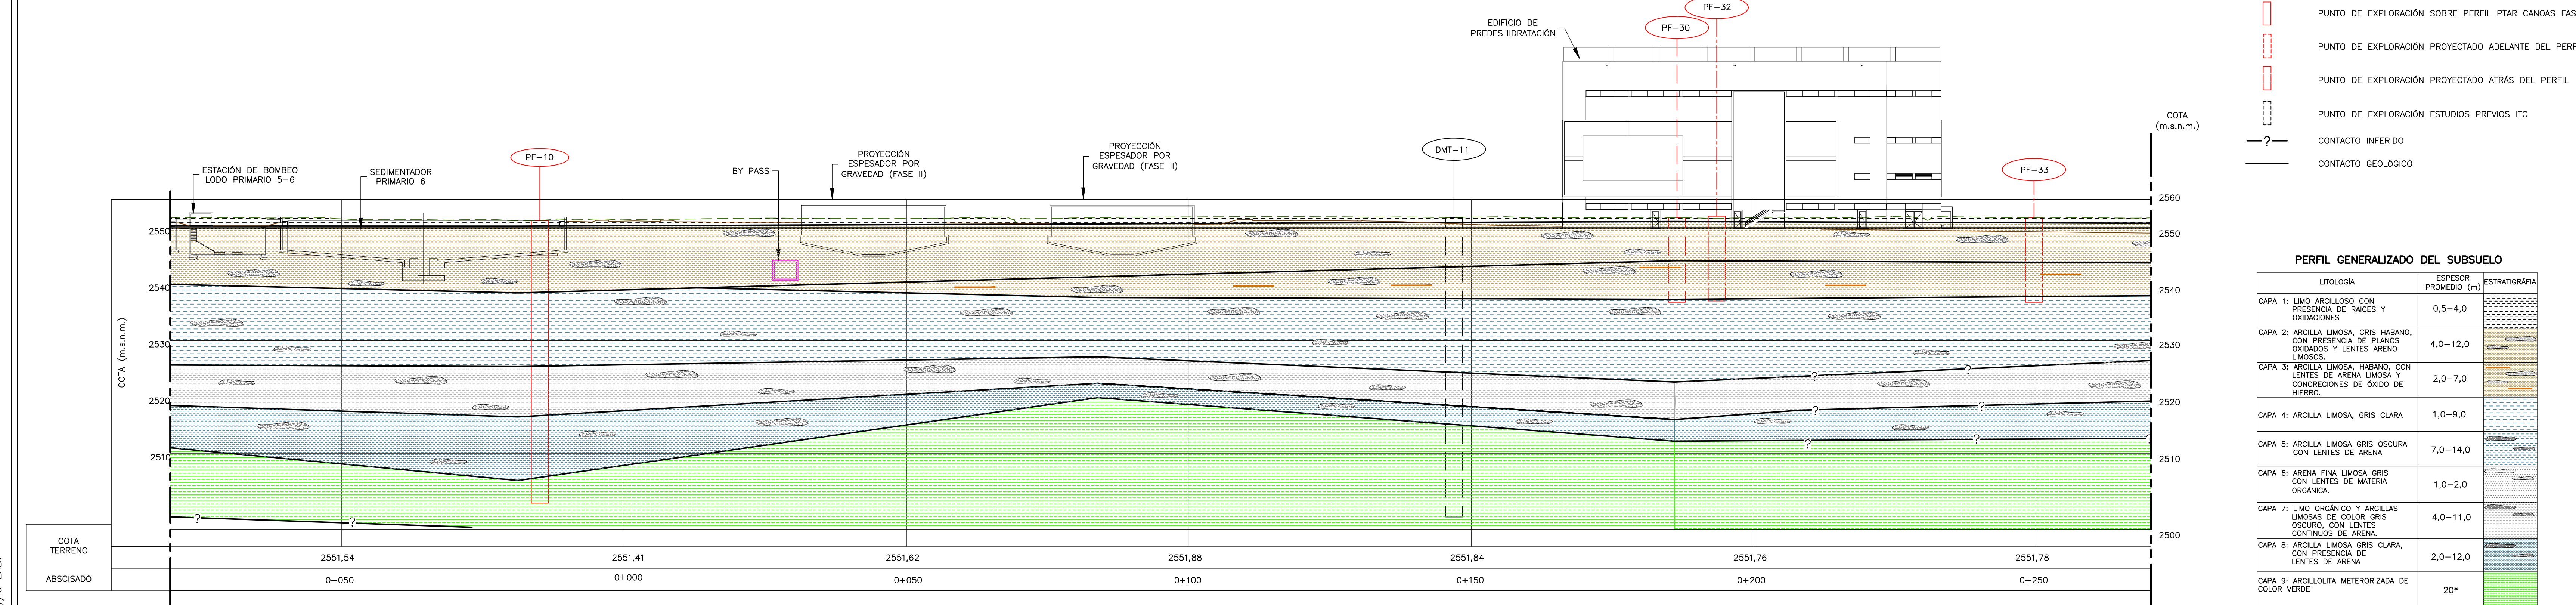 PF-32
PF-30
EDIFICIO DE
PREDESHIDRATACIÓN
PF-10
ESTACIÓN DE BOMBEO
LODO PRIMARIO 5-6
SEDIMENTADOR
PRIMARIO 6
BY PASS
PROYECCIÓN
ESPESADOR POR
GRAVEDAD (FASE II)
PROYECCIÓN
ESPESADOR POR
GRAVEDAD (FASE II)
DMT-11
PF-33
COTA
(m.s.n.m.)
2560
2550
2540
2530
2520
2510
2500
COTA (m.s.n.m.)
2550
2540
2530
2520
2510
?
?
?
?
?
?
?
?
COTA
TERRENO
2551,54
2551,41
2551,62
2551,88
2551,84
2551,76
2551,78
ABSCISADO
0-050
0±000
0+050
0+100
0+150
0+200
0+250
PUNTO DE EXPLORACIÓN SOBRE PERFIL PTAR CANOAS FAS
PUNTO DE EXPLORACIÓN PROYECTADO ADELANTE DEL PERF
PUNTO DE EXPLORACIÓN PROYECTADO ATRÁS DEL PERFIL
PUNTO DE EXPLORACIÓN ESTUDIOS PREVIOS ITC
? CONTACTO INFERIDO
CONTACTO GEOLÓGICO
PERFIL GENERALIZADO DEL SUBSUELO
LITOLOGÍA
ESPESOR
PROMEDIO (m)
ESTRATIGRÁFIA
CAPA 1: LIMO ARCILLOSO CON
PRESENCIA DE RAICES Y
OXIDACIONES
0,5-4,0
CAPA 2: ARCILLA LIMOSA, GRIS HABANO,
CON PRESENCIA DE PLANOS
OXIDADOS Y LENTES ARENO
LIMOSOS.
4,0-12,0
CAPA 3: ARCILLA LIMOSA, HABANO, CON
LENTES DE ARENA LIMOSA Y
CONCRECIONES DE ÓXIDO DE
HIERRO.
2,0-7,0
CAPA 4: ARCILLA LIMOSA, GRIS CLARA
1,0-9,0
CAPA 5: ARCILLA LIMOSA GRIS OSCURA
CON LENTES DE ARENA
7,0-14,0
CAPA 6: ARENA FINA LIMOSA GRIS
CON LENTES DE MATERIA
ORGÁNICA.
1,0-2,0
CAPA 7: LIMO ORGÁNICO Y ARCILLAS
LIMOSAS DE COLOR GRIS
OSCURO, CON LENTES
CONTINUOS DE ARENA.
4,0-11,0
CAPA 8: ARCILLA LIMOSA GRIS CLARA,
CON PRESENCIA DE
LENTES DE ARENA
2,0-12,0
CAPA 9: ARCILLOLITA METERORIZADA DE
COLOR VERDE
20*